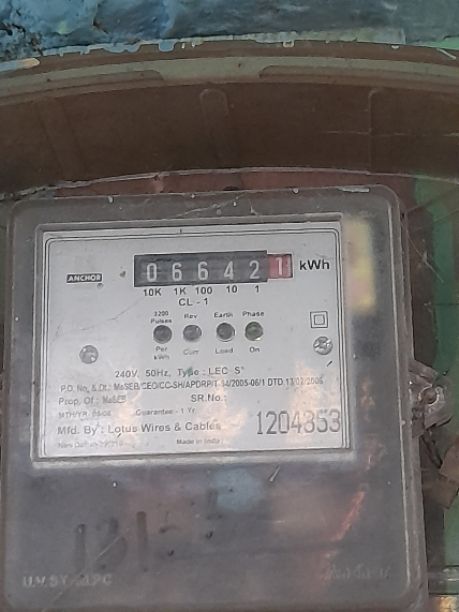 066421 kWh
ANCHOR
10K 1K 100 10 1
CL - 1
3200 Pulses Rev Earth Phase
Per kWh Curr Load On
240V, 50Hz, Type : LEC S
Prop. Of : MaSEB SR.No.:
Guarantee - 1 Yr.
Mfd. By : Lotus Wires & Cables 1204353
Made in India